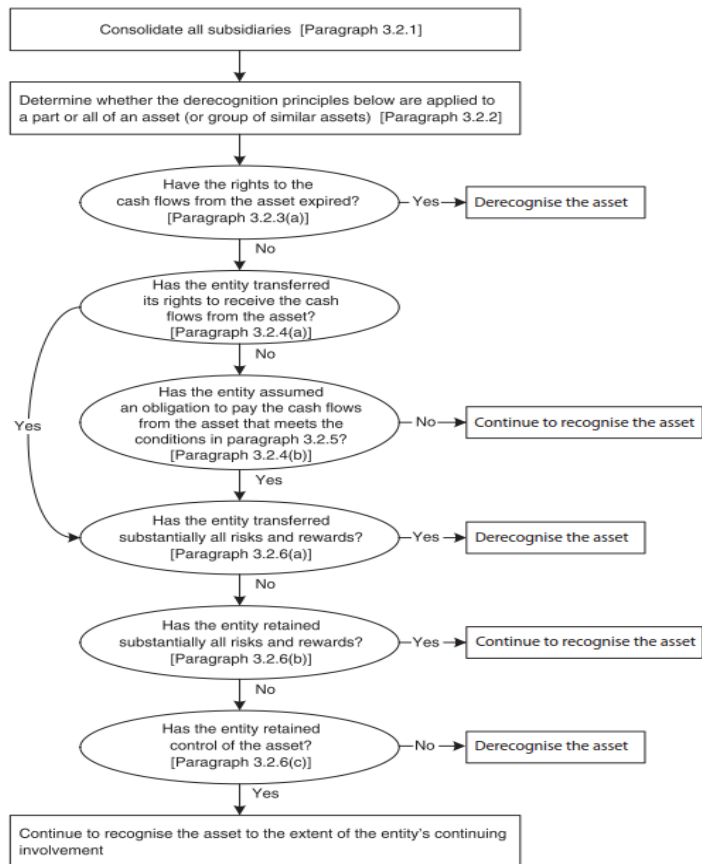 Consolidate all subsidiaries [Paragraph 3.2.1]
Determine whether the derecognition principles below are applied to
a part or all of an asset (or group of similar assets) [Paragraph 3.2.2]
Have the rights to the
cash flows from the asset expired?
[Paragraph 3.2.3(a)]
Yes
Derecognise the asset
No
Has the entity transferred
its rights to receive the cash
flows from the asset?
[Paragraph 3.2.4(a)]
No
Yes
Has the entity assumed
an obligation to pay the cash flows
from the asset that meets the
conditions in paragraph 3.2.5?
[Paragraph 3.2.4(b)]
No
Continue to recognise the asset
Yes
Has the entity transferred
substantially all risks and rewards?
[Paragraph 3.2.6(a)]
Yes
Derecognise the asset
No
Has the entity retained
substantially all risks and rewards?
[Paragraph 3.2.6(b)]
Yes
Continue to recognise the asset
No
Has the entity retained
control of the asset?
[Paragraph 3.2.6(c)]
No
Derecognise the asset
Yes
Continue to recognise the asset to the extent of the entity's continuing
involvement